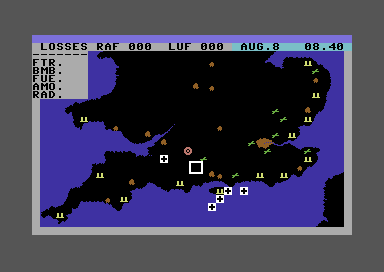 LOSSES RAF 000 LUF 000 AUG.8 08.40
FTR.
BMB.
FUE.
AMO.
RAD.